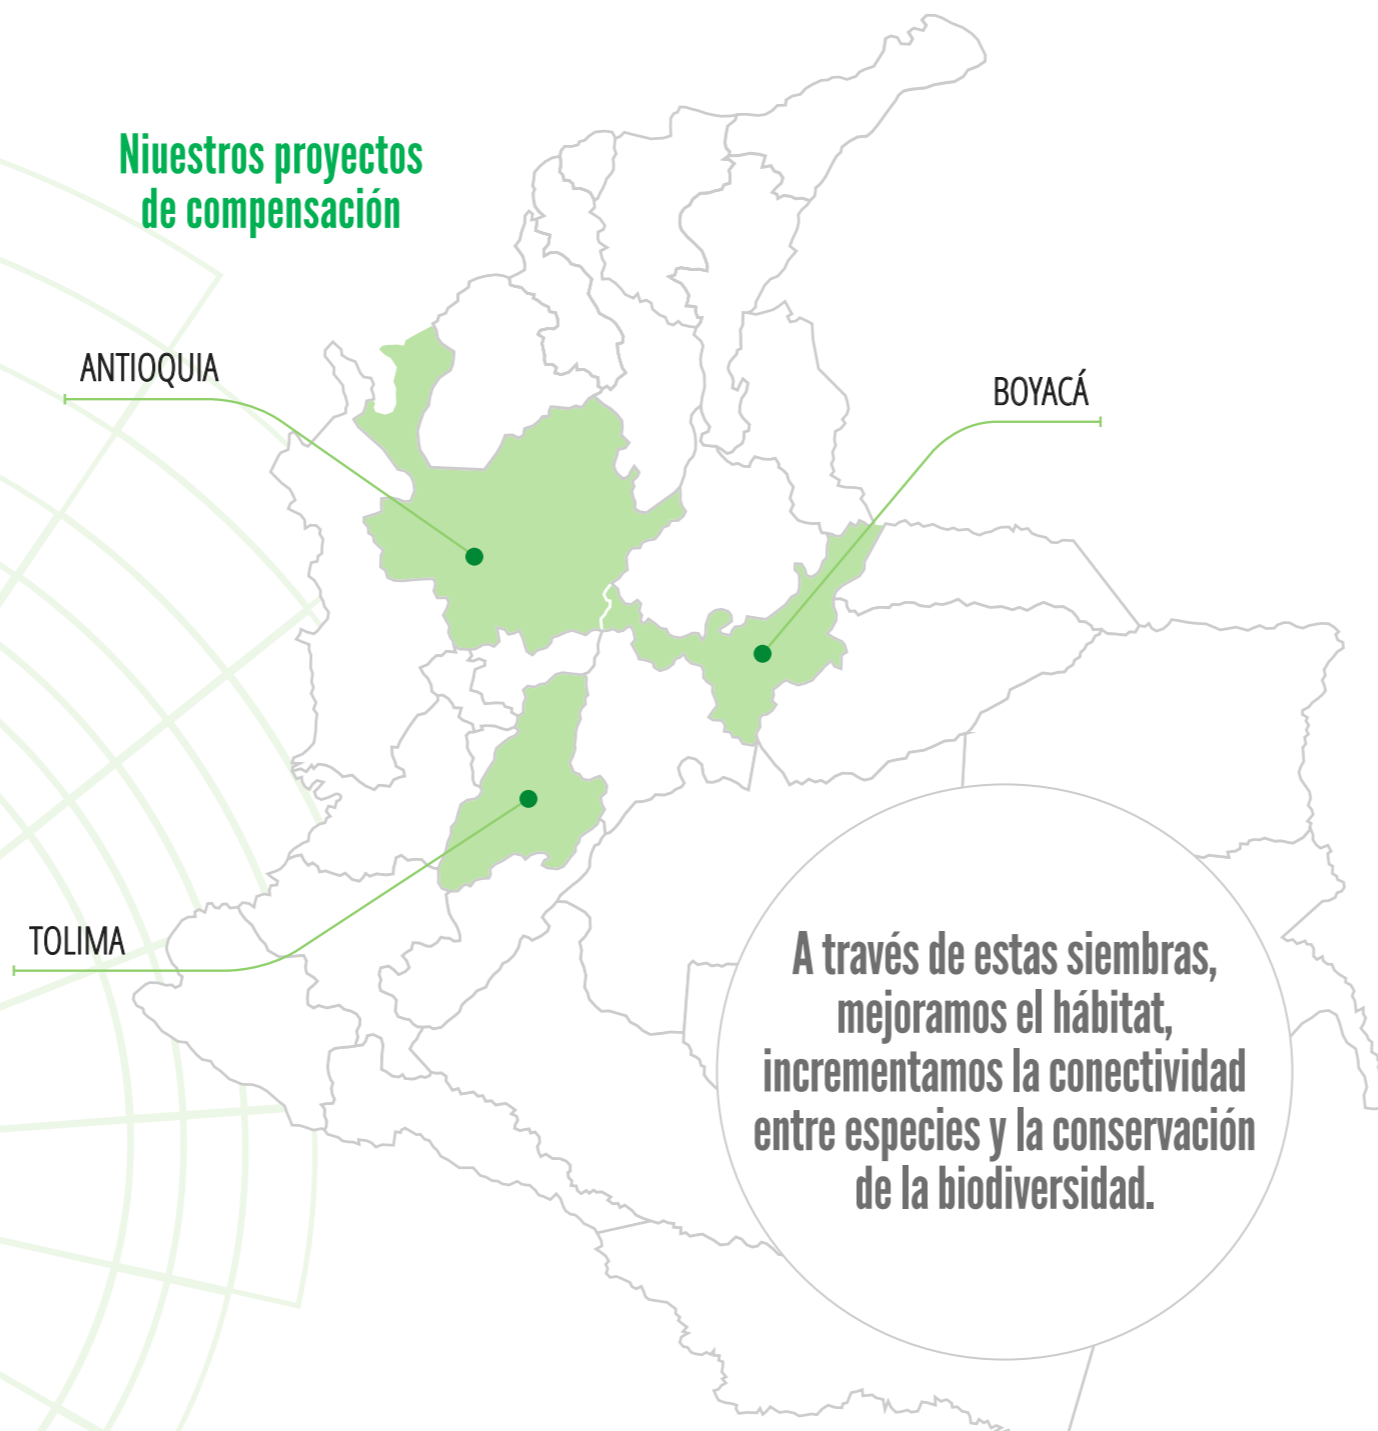 Niuestros proyectos
de compensación
ANTIOQUIA
BOYACÁ
TOLIMA
A través de estas siembras,
mejoramos el hábitat,
incrementamos la conectividad
entre especies y la conservación
de la biodiversidad.